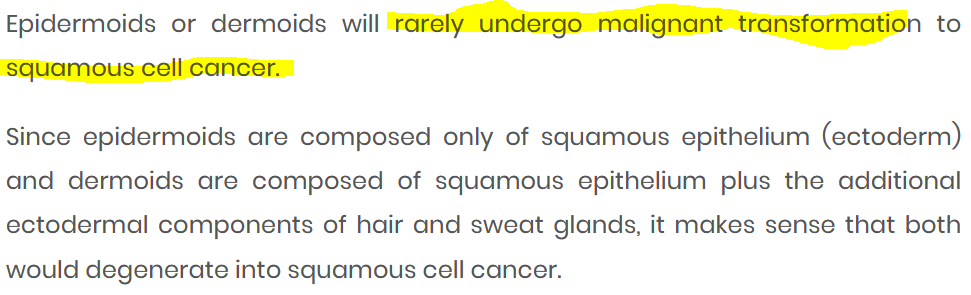 Epidermoids or dermoids will rarely undergo malignant transformation to
squamous cell cancer.
Since epidermoids are composed only of squamous epithelium (ectoderm)
and dermoids are composed of squamous epithelium plus the additional
ectodermal components of hair and sweat glands, it makes sense that both
would degenerate into squamous cell cancer.